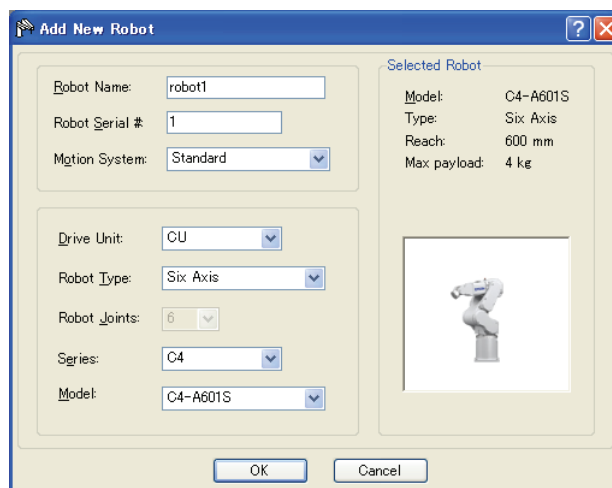 Add New Robot
Robot Name: robot1
Robot Serial # 1
Motion System: Standard
Drive Unit: CU
Robot Type: Six Axis
Robot Joints: 6
Series: C4
Model: C4-A601S
Selected Robot
Model: C4-A601S
Type: Six Axis
Reach: 600 mm
Max payload: 4 kg
OK Cancel